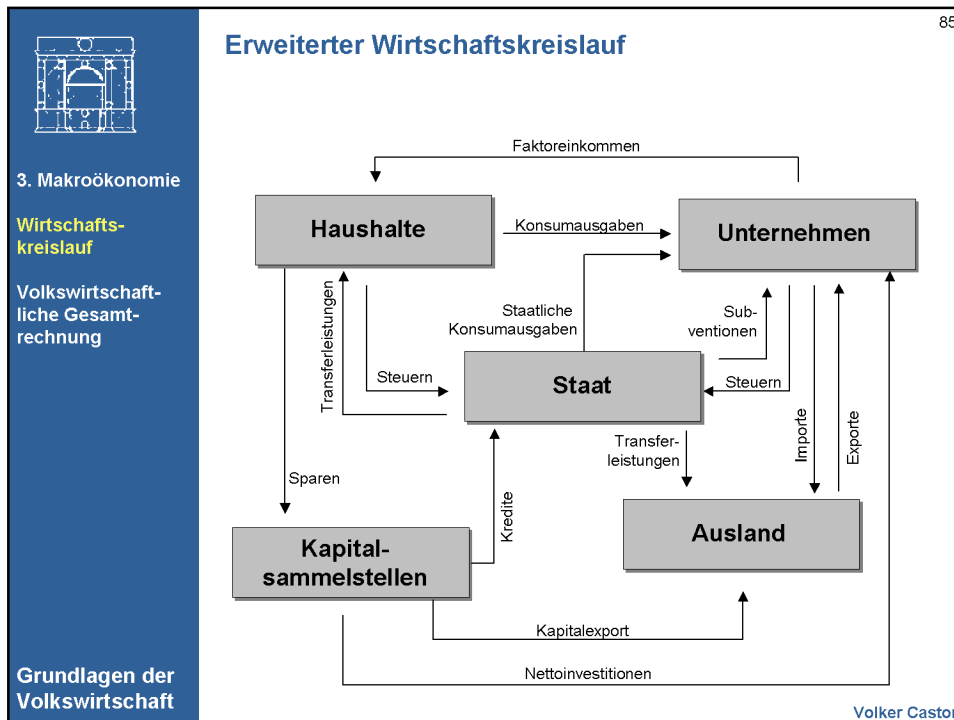 85
Erweiterter Wirtschaftskreislauf
3. Makroökonomie
Wirtschafts-
kreislauf
Volkswirtschaft-
liche Gesamt-
rechnung
Grundlagen der
Volkswirtschaft
Faktoreinkommen
Haushalte
Konsumausgaben
Unternehmen
Transferleistungen
Staatliche
Konsumausgaben
Sub-
ventionen
Steuern
Staat
Steuern
Importe
Exporte
Transfer-
leistungen
Sparen
Kredite
Kapital-
sammelstellen
Ausland
Kapitalexport
Nettoinvestitionen
Volker Castor